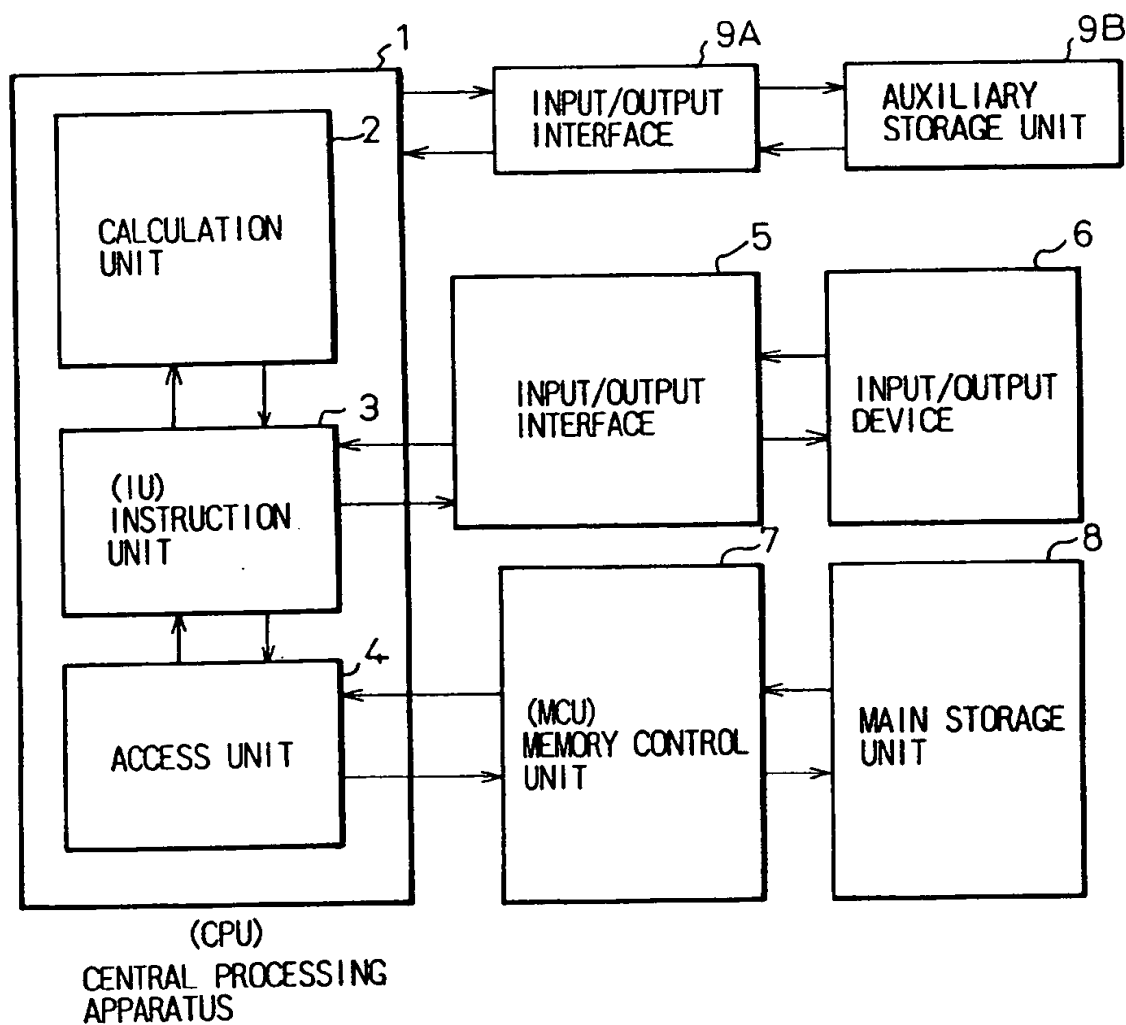 1
9A
9B
INPUT/OUTPUT
INTERFACE
AUXILIARY
STORAGE UNIT
2
CALCULATION
UNIT
5
6
INPUT/OUTPUT
INTERFACE
INPUT/OUTPUT
DEVICE
3
(IU)
INSTRUCTION
UNIT
7
8
4
ACCESS UNIT
(MCU)
MEMORY CONTROL
UNIT
MAIN STORAGE
UNIT
(CPU)
CENTRAL PROCESSING
APPARATUS